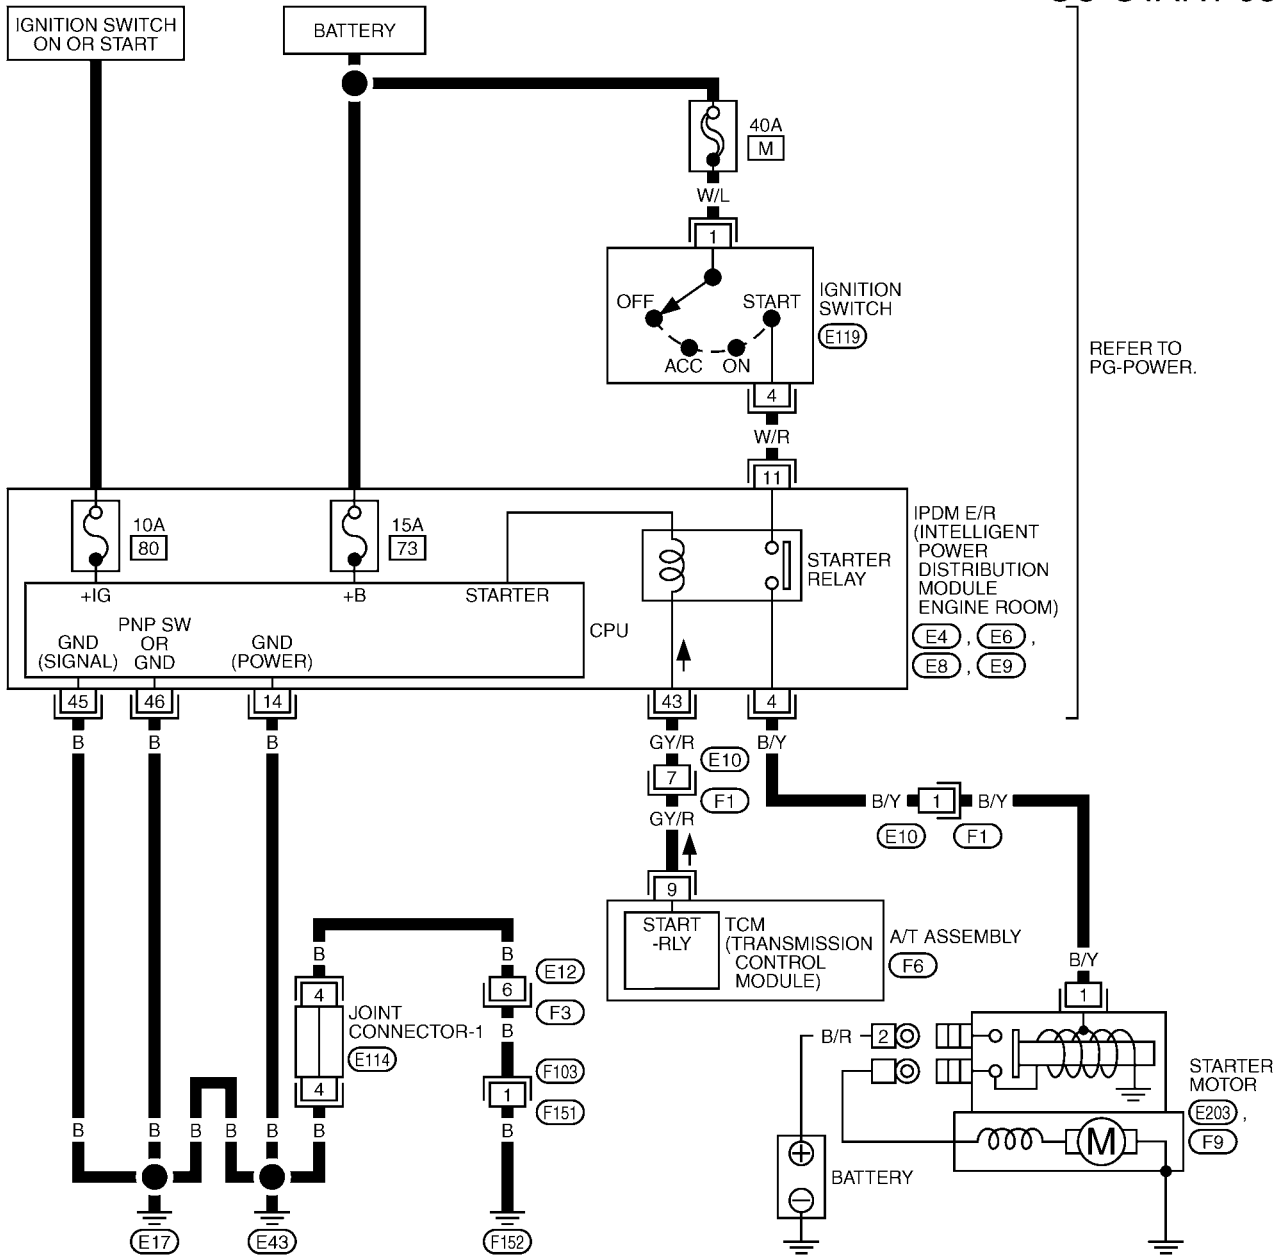 IGNITION SWITCH
ON OR START
BATTERY
40A
M
W/L
1
OFF
START
ACC
ON
IGNITION
SWITCH
E119
REFER TO
PG-POWER.
4
W/R
11
10A
80
15A
73
STARTER
RELAY
IPDM E/R
(INTELLIGENT
POWER
DISTRIBUTION
MODULE
ENGINE ROOM)
E4 , E6 ,
E8 , E9
+IG
+B
STARTER
CPU
GND
(SIGNAL)
PNP SW
OR
GND
GND
(POWER)
45
46
14
43
4
B
B
B
GY/R
B/Y
7
E10
F1
GY/R
B/Y
1
B/Y
E10
F1
9
START
-RLY
TCM
(TRANSMISSION
CONTROL
MODULE)
A/T ASSEMBLY
F6
B/Y
1
B
B
4
6
E12
F3
JOINT
CONNECTOR-1
E114
B
4
F103
1
F151
B/R
2
STARTER
MOTOR
E203 ,
F9
M
B
B
B
B
B
B
B
BATTERY
E17
E43
F152